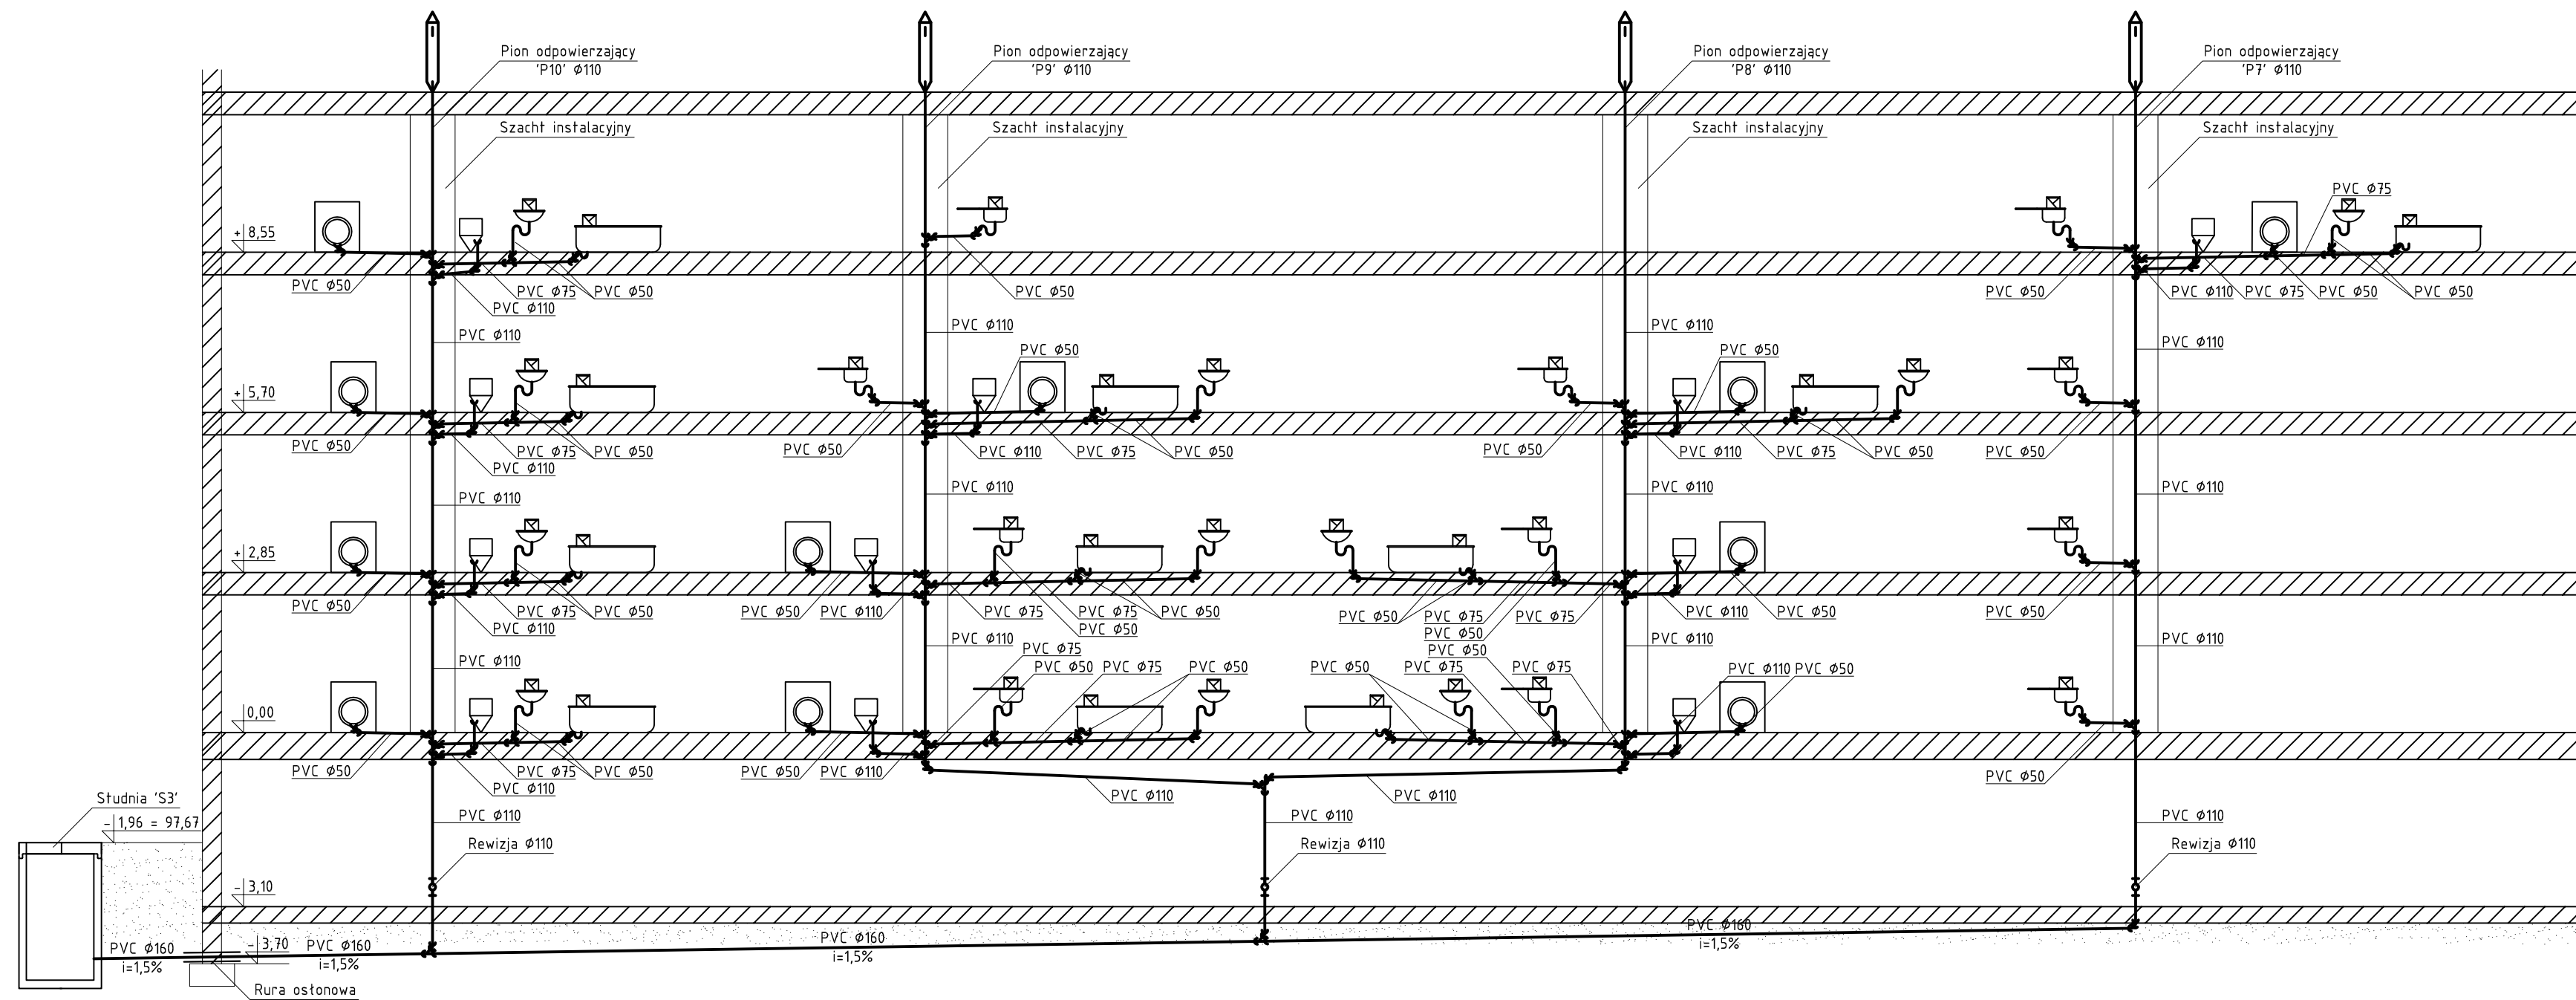 Pion odpowierzający
'P10' Ø110
Pion odpowierzający
'P9' Ø110
Pion odpowierzający
'P8' Ø110
Pion odpowierzający
'P7' Ø110
Szacht instalacyjny
Szacht instalacyjny
Szacht instalacyjny
Szacht instalacyjny
PVC Ø75
+ 8,55
PVC Ø50
PVC Ø75
PVC Ø50
PVC Ø110
PVC Ø50
PVC Ø50
PVC Ø110
PVC Ø75
PVC Ø50
PVC Ø50
PVC Ø110
PVC Ø110
PVC Ø110
PVC Ø110
PVC Ø50
PVC Ø50
+ 5,70
PVC Ø50
PVC Ø75
PVC Ø50
PVC Ø110
PVC Ø50
PVC Ø110
PVC Ø75
PVC Ø50
PVC Ø50
PVC Ø110
PVC Ø75
PVC Ø50
PVC Ø50
PVC Ø110
PVC Ø110
PVC Ø110
PVC Ø110
+ 2,85
PVC Ø50
PVC Ø75
PVC Ø50
PVC Ø110
PVC Ø50
PVC Ø110
PVC Ø75
PVC Ø75
PVC Ø50
PVC Ø50
PVC Ø50
PVC Ø75
PVC Ø75
PVC Ø50
PVC Ø110
PVC Ø50
PVC Ø50
PVC Ø110
PVC Ø110
PVC Ø110
PVC Ø110
PVC Ø75
PVC Ø50
PVC Ø75
PVC Ø50
PVC Ø50
PVC Ø50
PVC Ø75
PVC Ø75
PVC Ø110
PVC Ø50
0,00
PVC Ø50
PVC Ø75
PVC Ø50
PVC Ø110
PVC Ø50
PVC Ø110
PVC Ø50
PVC Ø110
PVC Ø110
Studnia 'S3'
- 1,96 = 97,67
PVC Ø110
PVC Ø110
PVC Ø110
Rewizja Ø110
Rewizja Ø110
Rewizja Ø110
- 3,10
PVC Ø160
i=1,5%
- 3,70
PVC Ø160
i=1,5%
PVC Ø160
i=1,5%
PVC Ø160
i=1,5%
Rura osłonowa